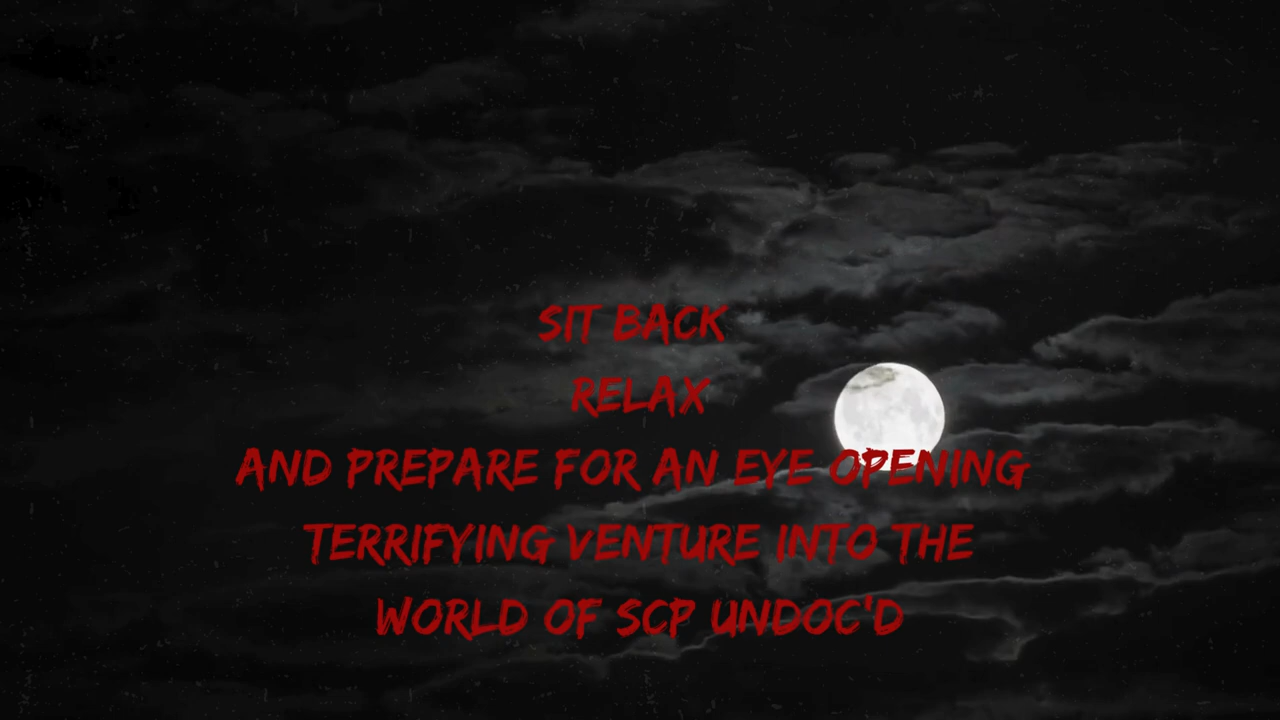 SIT BACK
RELAX
AND PREPARE FOR AN EYE OPENING
TERRIFYING VENTURE INTO THE
WORLD OF SCP UNDOC'D